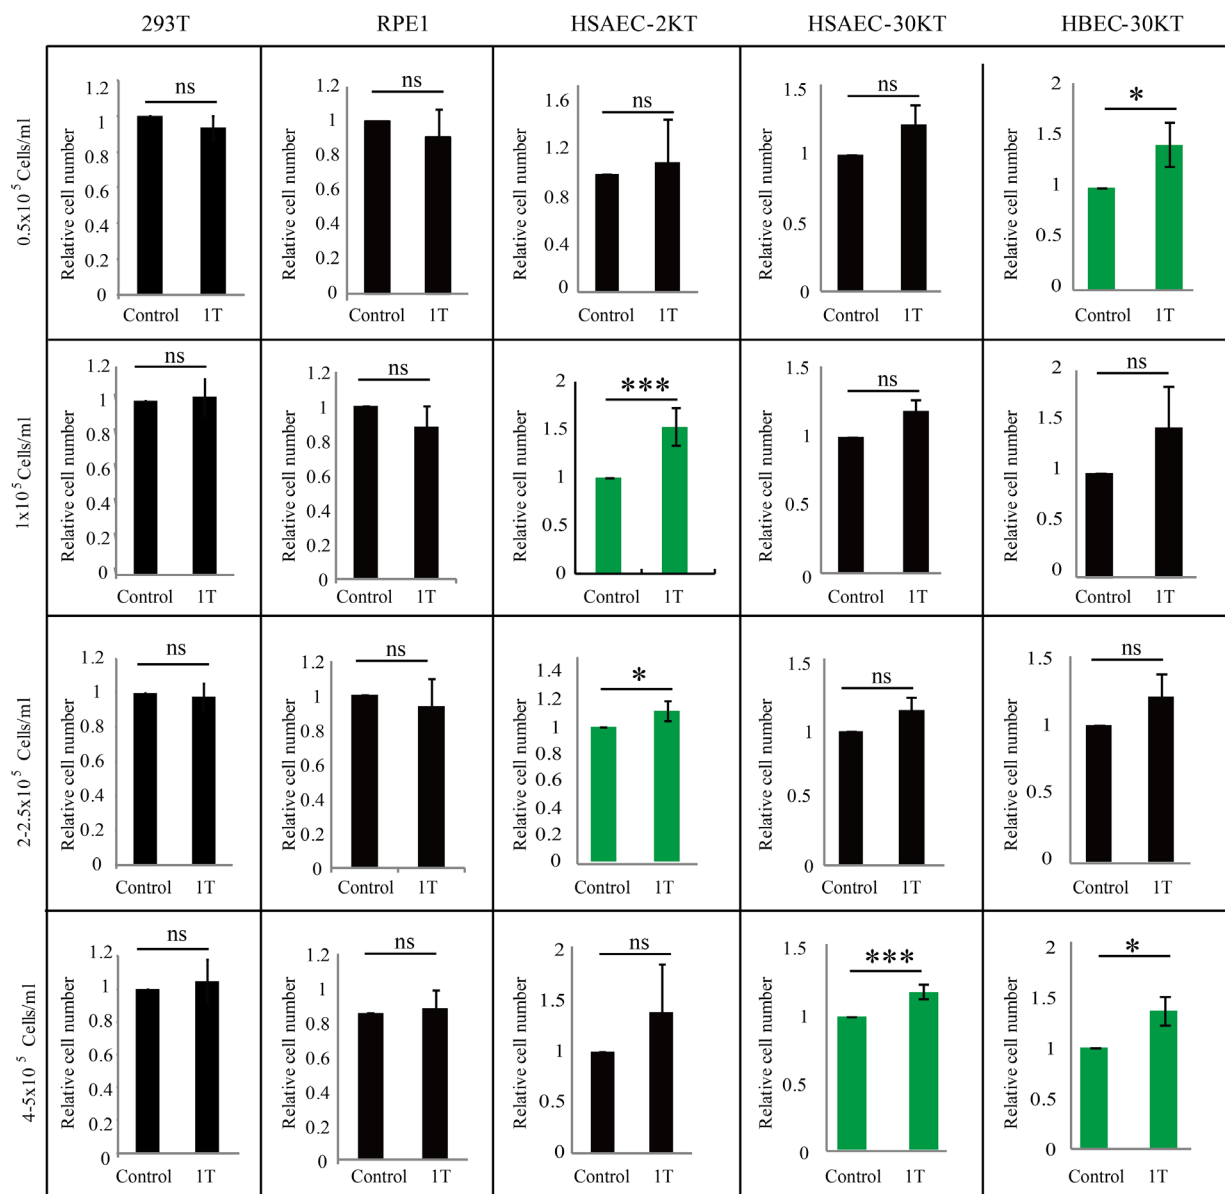 293T RPE1 HSAEC-2KT HSAEC-30KT HBEC-30KT
0.5x10 5 Cells/ml
Relative cell number
1.2
1
0.8
0.6
0.4
0.2
0
ns
Control 1T
Relative cell number
1.2
1
0.8
0.6
0.4
0.2
0
ns
Control 1T
Relative cell number
1.6
1.2
0.8
0.4
0
ns
Control 1T
Relative cell number
1.5
1
0.5
0
ns
Control 1T
Relative cell number
2
1.5
1
0.5
0
*
Control 1T
1x10 5 Cells/ml
Relative cell number
1.2
1
0.8
0.6
0.4
0.2
0
ns
Control 1T
Relative cell number
1.2
1
0.8
0.6
0.4
0.2
0
ns
Control 1T
Relative cell number
2
1.5
1
0.5
0
***
Control 1T
Relative cell number
1.5
1
0.5
0
ns
Control 1T
Relative cell number
2
1.5
1
0.5
0
ns
Control 1T
2-2.5x10 5 Cells/ml
Relative cell number
1.2
1
0.8
0.6
0.4
0.2
0
ns
Control 1T
Relative cell number
1.2
1
0.8
0.6
0.4
0.2
0
ns
Control 1T
Relative cell number
1.4
1.2
1
0.8
0.6
0.4
0.2
0
*
Control 1T
Relative cell number
1.5
1
0.5
0
ns
Control 1T
Relative cell number
2
1.5
1
0.5
0
ns
Control 1T
4-5x10 5 Cells/ml
Relative cell number
1.2
1
0.8
0.6
0.4
0.2
0
ns
Control 1T
Relative cell number
1.2
1
0.8
0.6
0.4
0.2
0
ns
Control 1T
Relative cell number
2
1.5
1
0.5
0
ns
Control 1T
Relative cell number
1.5
1
0.5
0
***
Control 1T
Relative cell number
2
1.5
1
0.5
0
*
Control 1T